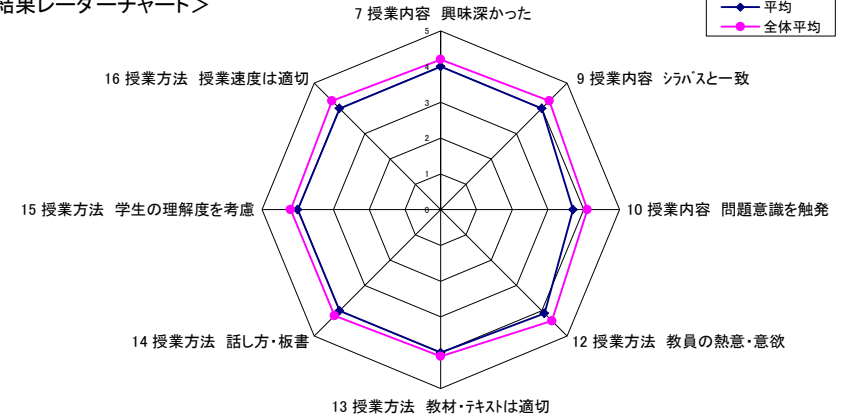 結果レーダーチャート＞
平均
全体平均
7 授業内容　興味深かった
9 授業内容　シラバスと一致
10 授業内容　問題意識を触発
12 授業方法　教員の熱意・意欲
13 授業方法　教材・テキストは適切
14 授業方法　話し方・板書
15 授業方法　学生の理解度を考慮
16 授業方法　授業速度は適切
5
4
3
2
1
0